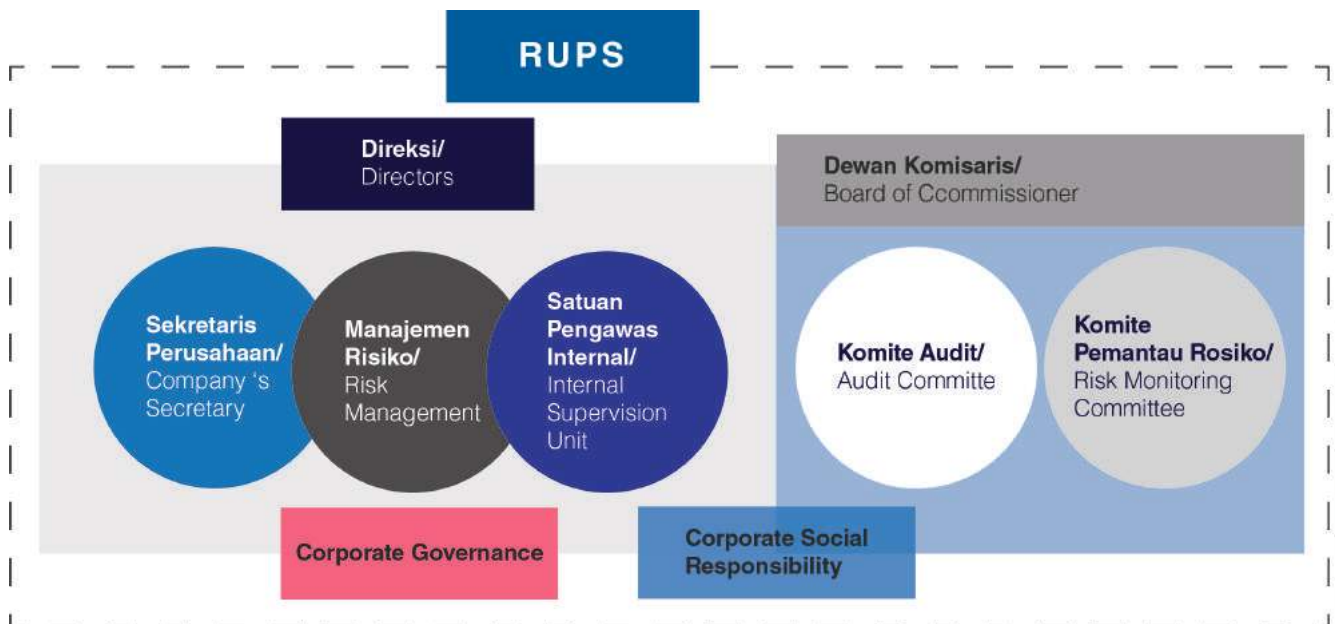 RUPS
Direksi/
Directors
Dewan Komisaris/
Board of Ccommissioner
Sekretaris
Perusahaan/
Company ‘s
Secretary
Manajemen
Risiko/
Risk
Management
Satuan
Pengawas
Internal/
Internal
Supervision
Unit
Komite Audit/
Audit Committe
Komite
Pemantau Rosiko/
Risk Monitoring
Committee
Corporate Governance
Corporate Social
Responsibility